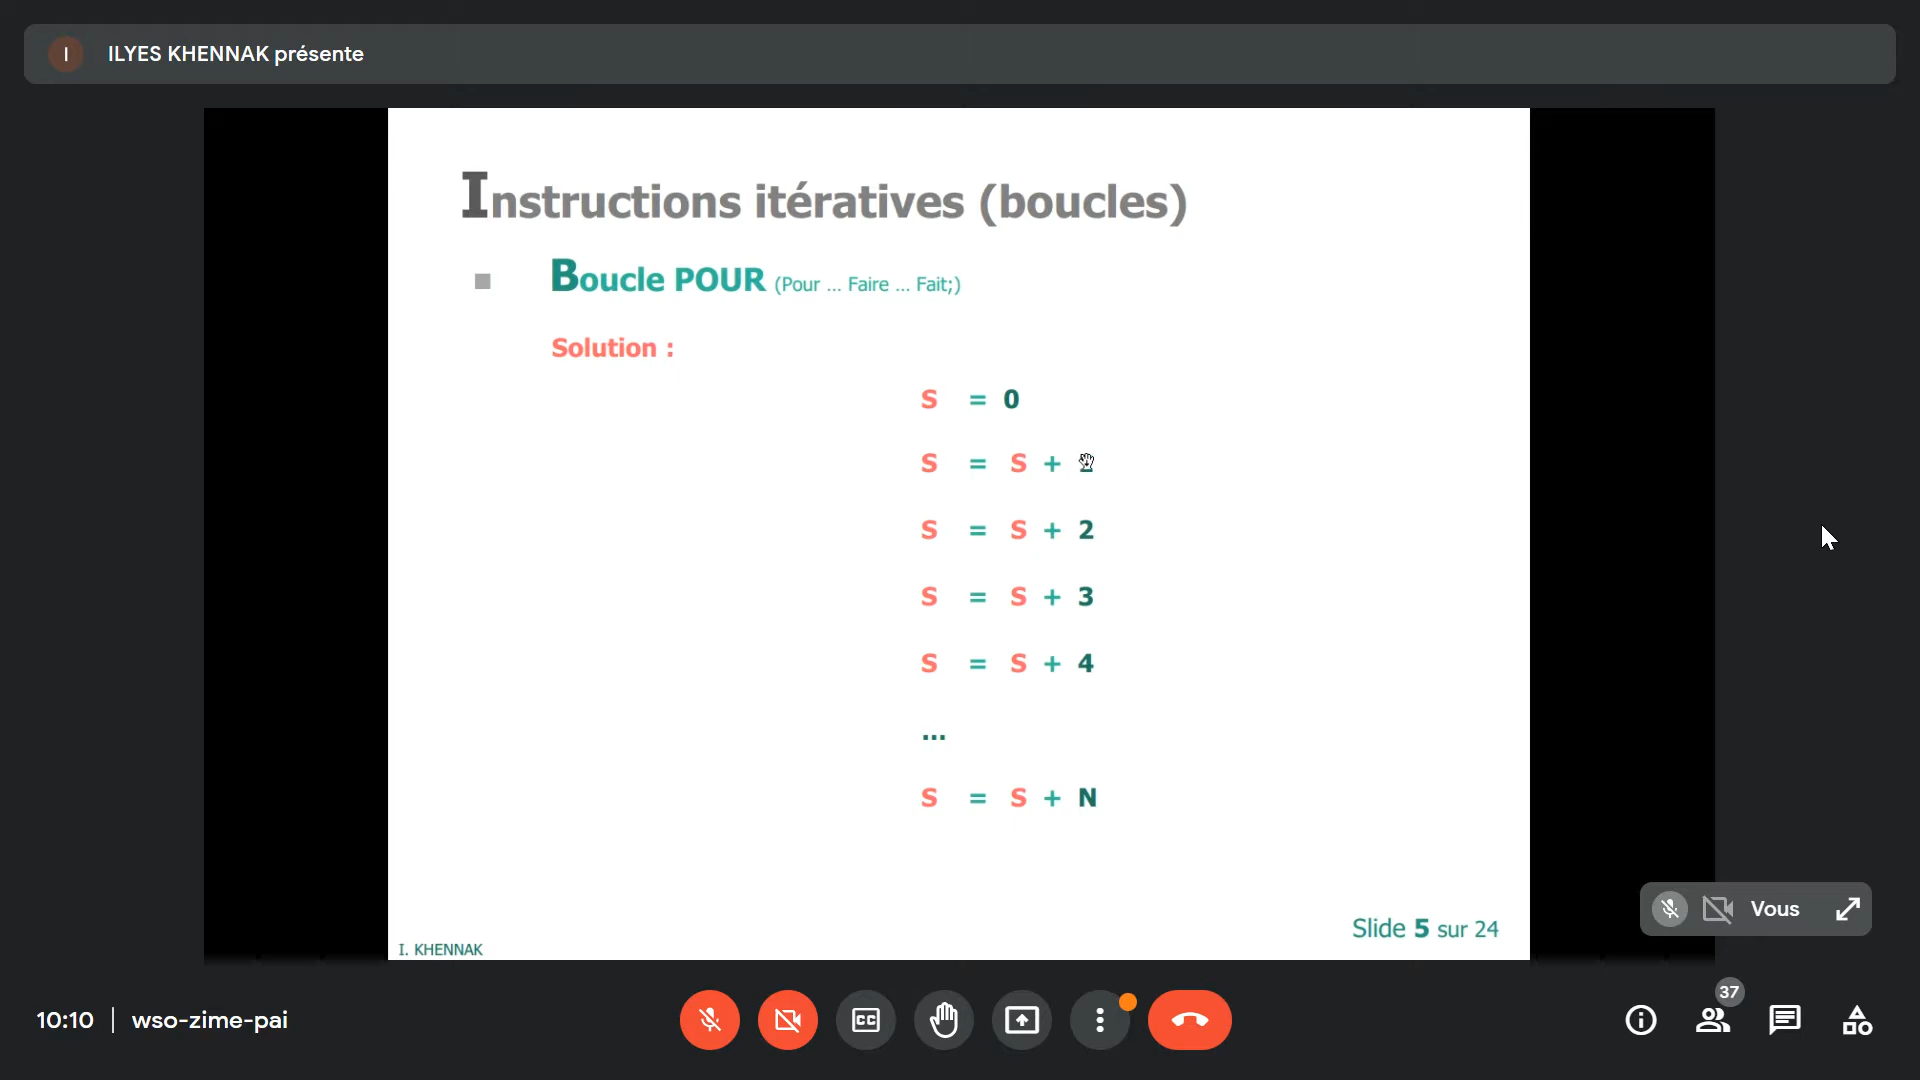 I
ILYES KHENNAK présente
Instructions itératives (boucles)
Boucle POUR (Pour ... Faire ... Fait;)
Solution :
S = 0
S = S +
S = S + 2
S = S + 3
S = S + 4
...
S = S + N
Slide 5 sur 24
I. KHENNAK
Vous
10:10 | wso-zime-pai
CC
37